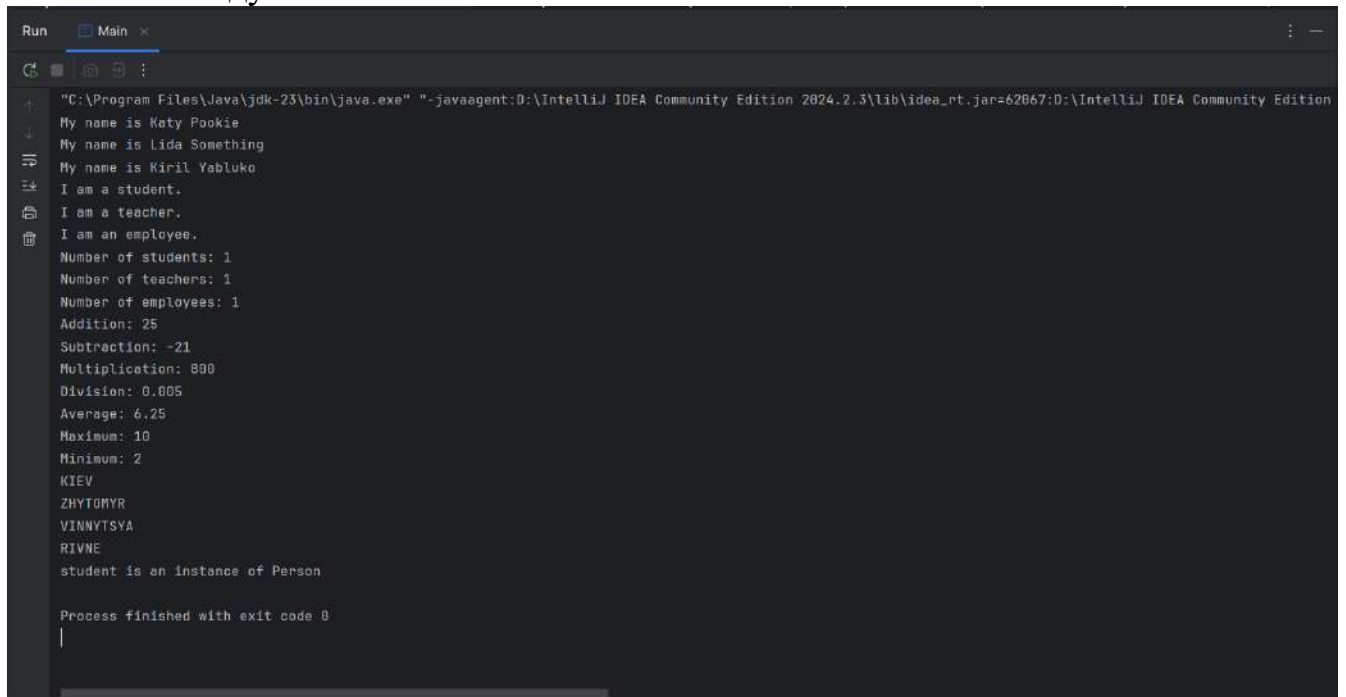 Run Main
"C:\Program Files\Java\jdk-23\bin\java.exe" "-javaagent:D:\IntelliJ IDEA Community Edition 2024.2.3\lib\idea_rt.jar=62067:D:\IntelliJ IDEA Community Edition
My name is Katy Pookie
My name is Lida Something
My name is Kiril Yabluko
I am a student.
I am a teacher.
I am an employee.
Number of students: 1
Number of teachers: 1
Number of employees: 1
Addition: 25
Subtraction: -21
Multiplication: 800
Division: 0.005
Average: 6.25
Maximum: 10
Minimum: 2
KIEV
ZHYTOMYR
VINNYTSYA
RIVNE
student is an instance of Person
Process finished with exit code 0